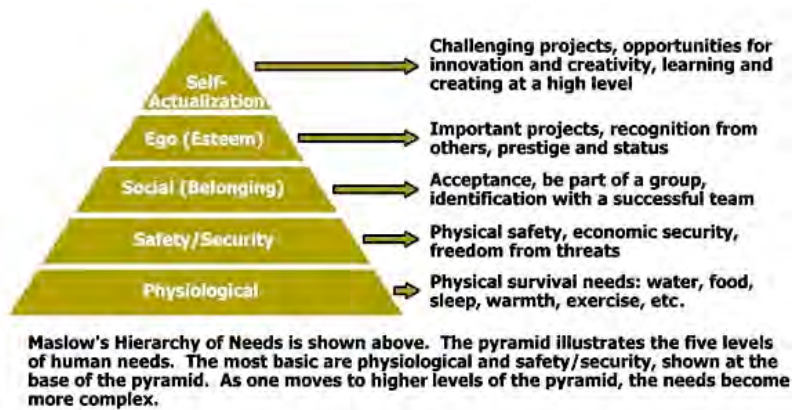 Self-
Actualization
Challenging projects, opportunities for
innovation and creativity, learning and
creating at a high level
Ego (Esteem)
Important projects, recognition from
others, prestige and status
Social (Belonging)
Acceptance, be part of a group,
identification with a successful team
Safety/Security
Physical safety, economic security,
freedom from threats
Physiological
Physical survival needs: water, food,
sleep, warmth, exercise, etc.
Maslow's Hierarchy of Needs is shown above. The pyramid illustrates the five levels
of human needs. The most basic are physiological and safety/security, shown at the
base of the pyramid. As one moves to higher levels of the pyramid, the needs become
more complex.